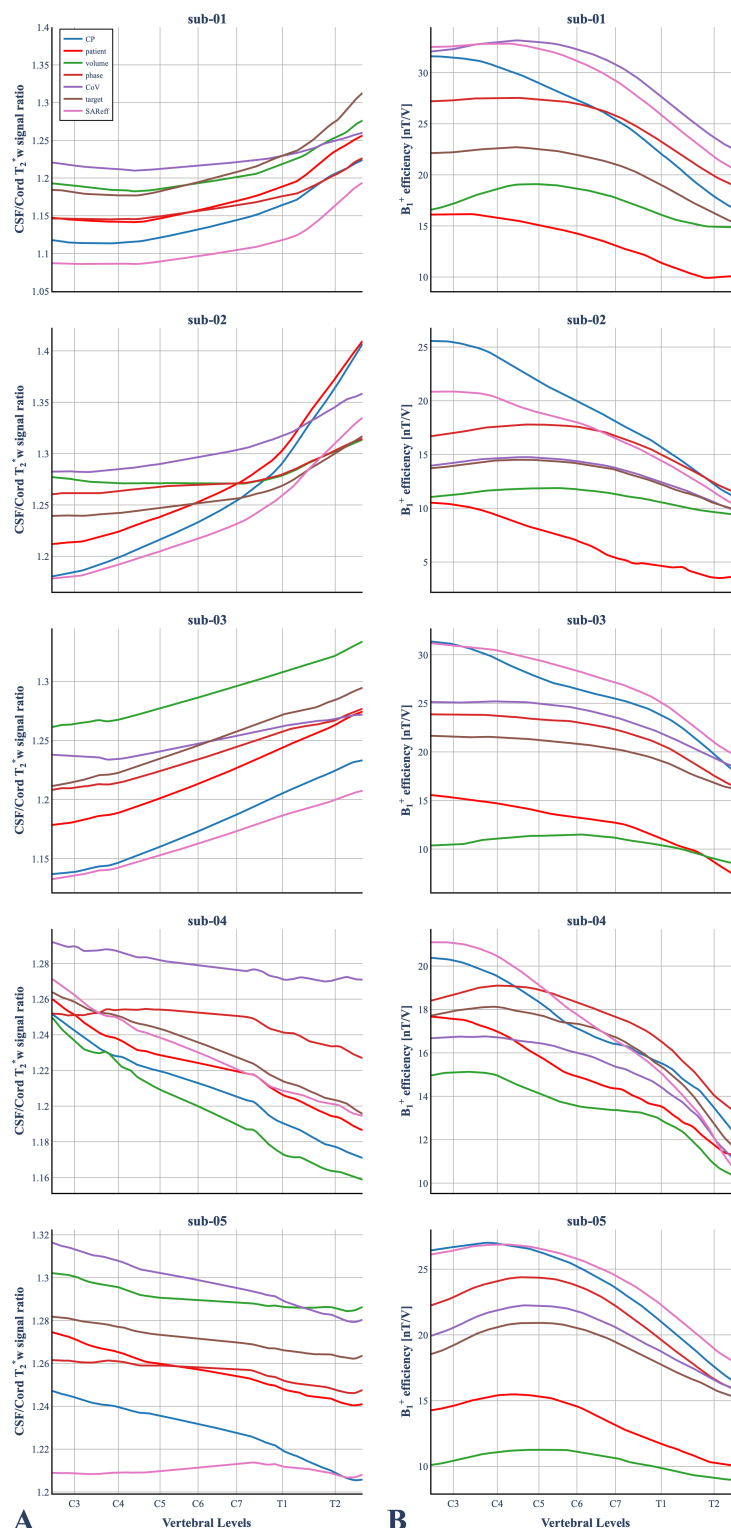 sub-01
CSF/Cord T2*w signal ratio
1.4
1.35
1.3
1.25
1.2
1.15
1.1
1.05
CP
patient
volume
phase
CoV
target
SAReff
sub-01
B1+ efficiency [nT/V]
30
25
20
15
10
sub-02
CSF/Cord T2*w signal ratio
1.4
1.35
1.3
1.25
1.2
sub-02
B1+ efficiency [nT/V]
25
20
15
10
5
sub-03
CSF/Cord T2*w signal ratio
1.3
1.25
1.2
1.15
sub-03
B1+ efficiency [nT/V]
30
25
20
15
10
sub-04
CSF/Cord T2*w signal ratio
1.28
1.26
1.24
1.22
1.2
1.18
1.16
sub-04
B1+ efficiency [nT/V]
20
18
16
14
12
10
sub-05
CSF/Cord T2*w signal ratio
1.32
1.3
1.28
1.26
1.24
1.22
1.2
C3 C4 C5 C6 C7 T1 T2
Vertebral Levels
A
sub-05
B1+ efficiency [nT/V]
25
20
15
10
C3 C4 C5 C6 C7 T1 T2
Vertebral Levels
B